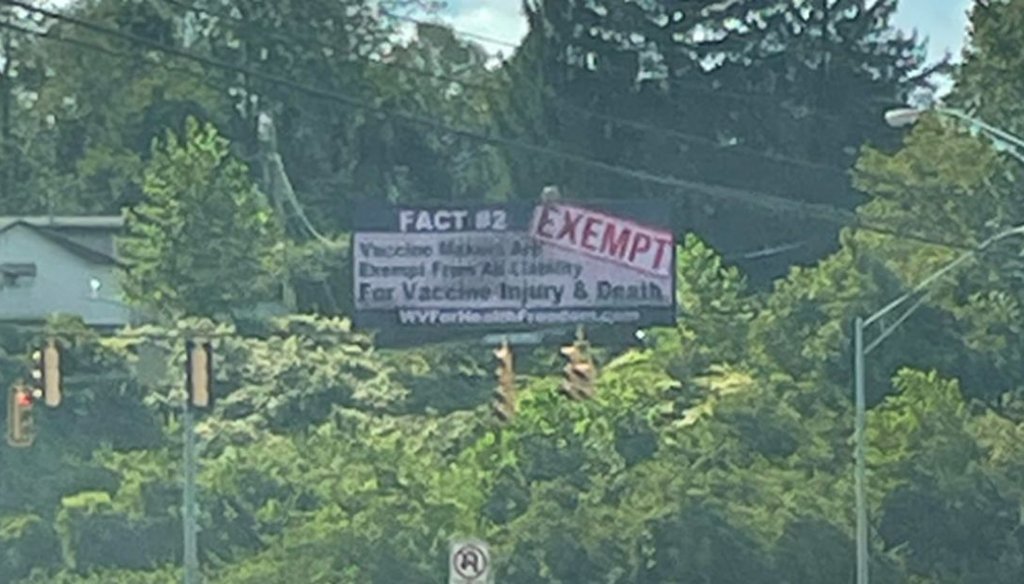 FACT #2
EXEMPT
Vaccine Makers Are
Exempt From All Liability
For Vaccine Injury & Death
WVForHealthFreedom.com